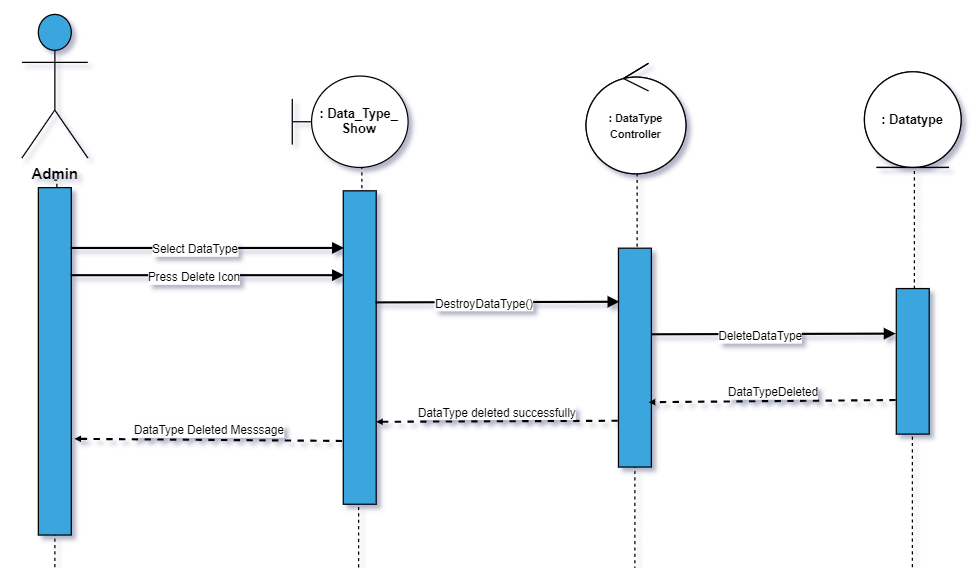 : Data_Type_
Show
: DataType
Controller
: Datatype
Admin
Select DataType
Press Delete Icon
DestroyDataType()
DeleteDataType
DataTypeDeleted
DataType deleted successfully
DataType Deleted Messsage